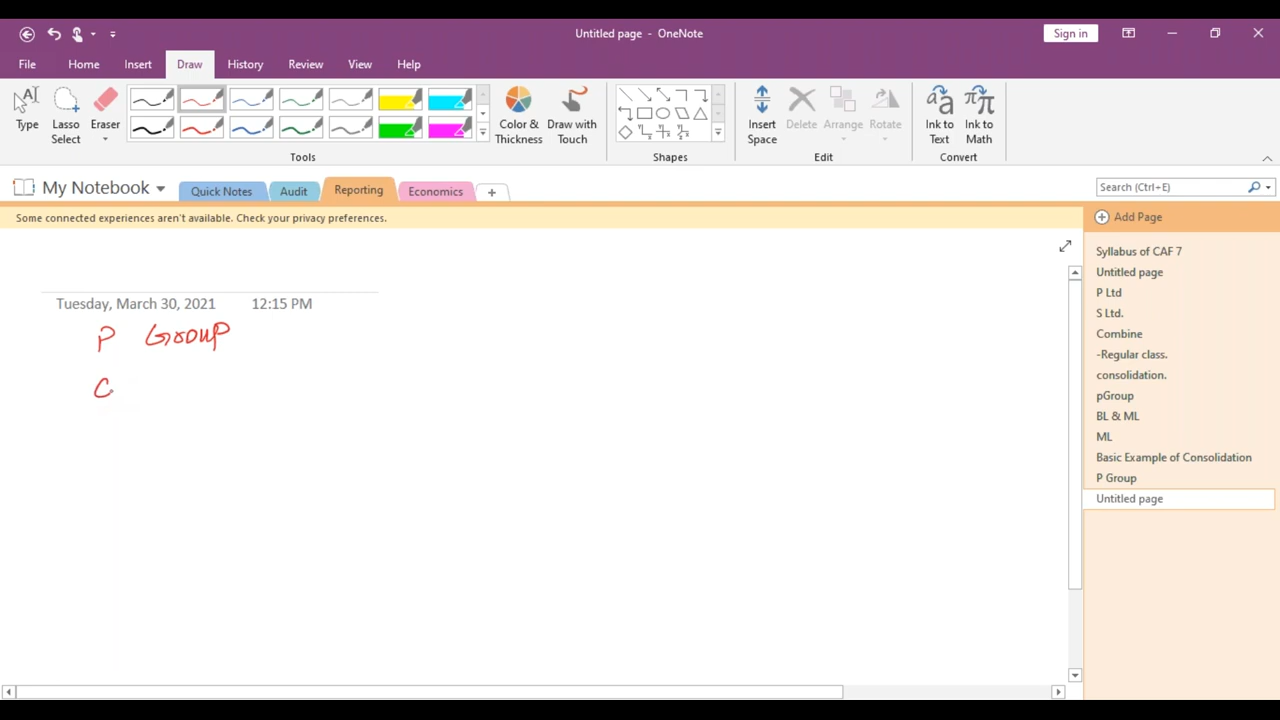 Untitled page - OneNote
Sign in
File Home Insert Draw History Review View Help
Type
Lasso Select
Eraser
Color & Thickness
Draw with Touch
Insert Space
Delete
Arrange
Rotate
Ink to Text
Ink to Math
Tools
Shapes
Edit
Convert
My Notebook
Quick Notes
Audit
Reporting
Economics
Search (Ctrl+E)
Some connected experiences aren't available. Check your privacy preferences.
Add Page
Syllabus of CAF 7
Untitled page
P Ltd
S Ltd.
Combine
-Regular class.
consolidation.
pGroup
BL & ML
ML
Basic Example of Consolidation
P Group
Untitled page
Tuesday, March 30, 2021 12:15 PM
P Group
C